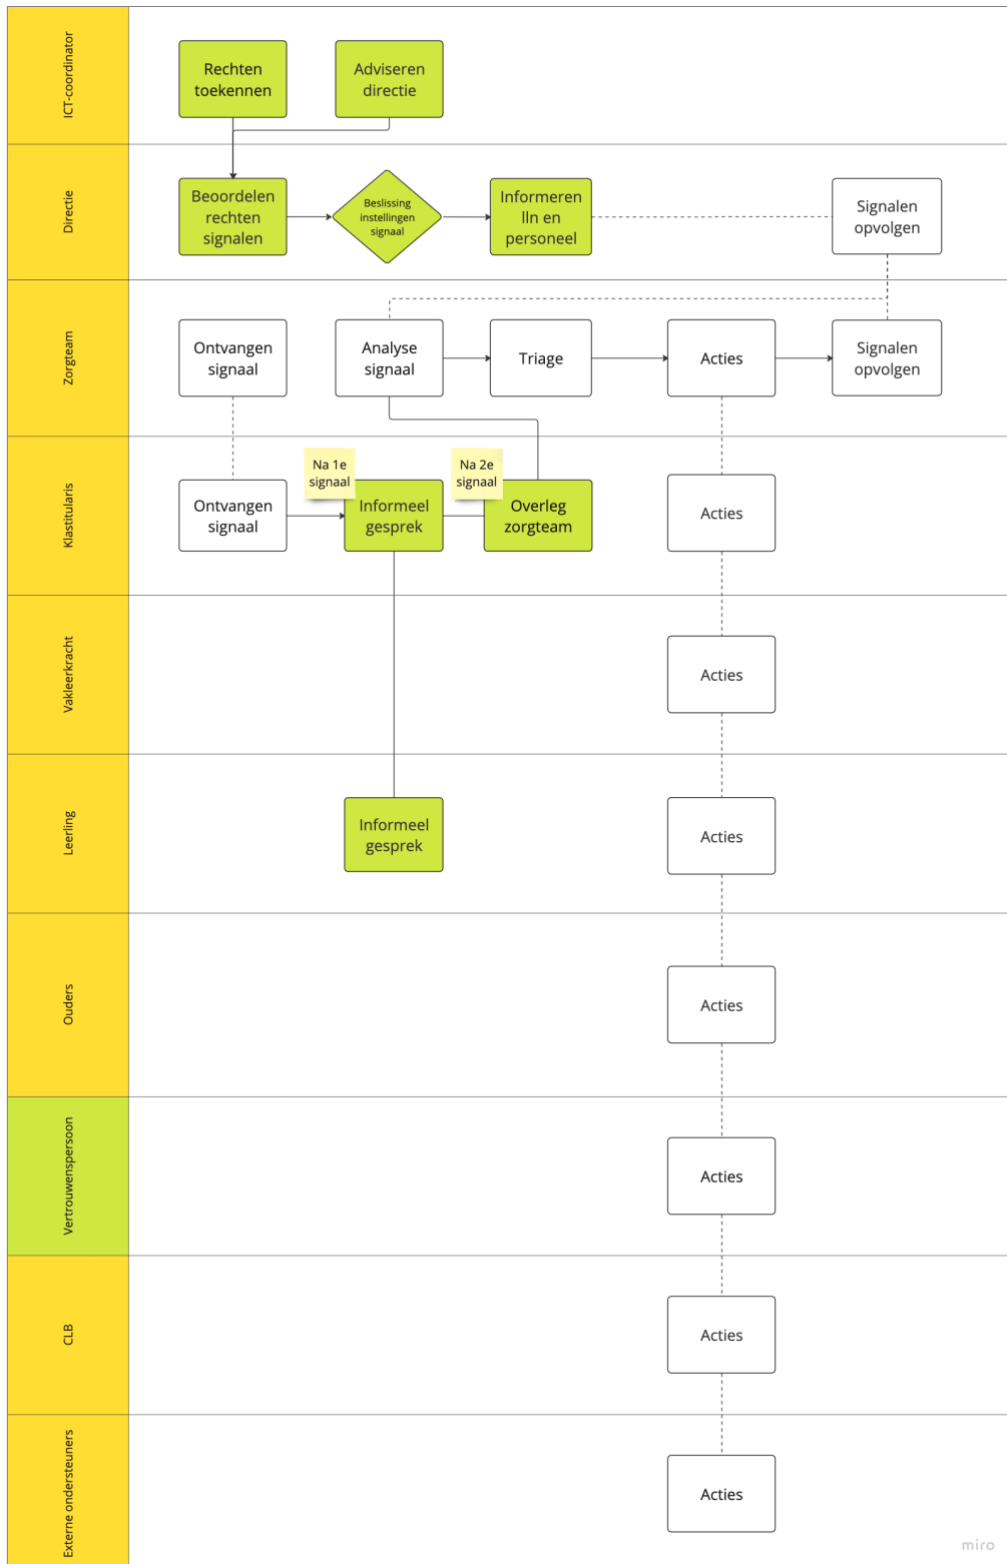 ICT-coordinator
Rechten
toekennen
Adviseren
directie
Directie
Beoordelen
rechten
signalen
Beslissing
instellingen
signaal
Informeren
lln en
personeel
Signalen
opvolgen
Zorgteam
Ontvangen
signaal
Analyse
signaal
Triage
Acties
Signalen
opvolgen
Klastitularis
Ontvangen
signaal
Na 1e
signaal
Informeel
gesprek
Na 2e
signaal
Overleg
zorgteam
Acties
Vakleerkracht
Acties
Leerling
Informeel
gesprek
Acties
Ouders
Acties
Vertrouwenspersoon
Acties
CLB
Acties
Externe ondersteuners
Acties
miro